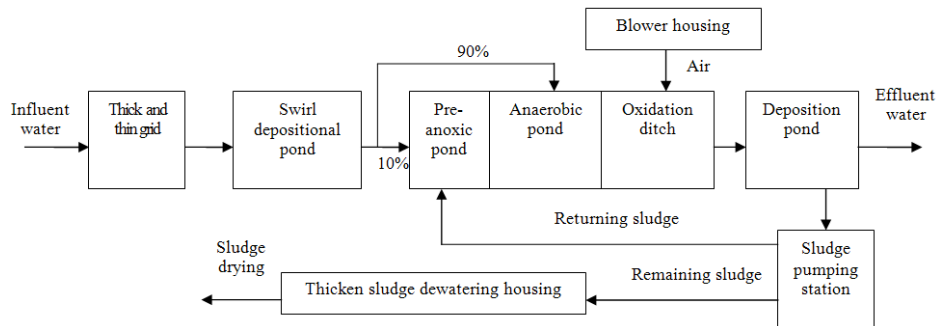 Blower housing
90%
Air
Influent
water
Thick and
thin grid
Swirl
depositional
pond
10%
Pre-
anoxic
pond
Anaerobic
pond
Oxidation
ditch
Deposition
pond
Effluent
water
Returning sludge
Sludge
pumping
station
Sludge
drying
Thicken sludge dewatering housing
Remaining sludge